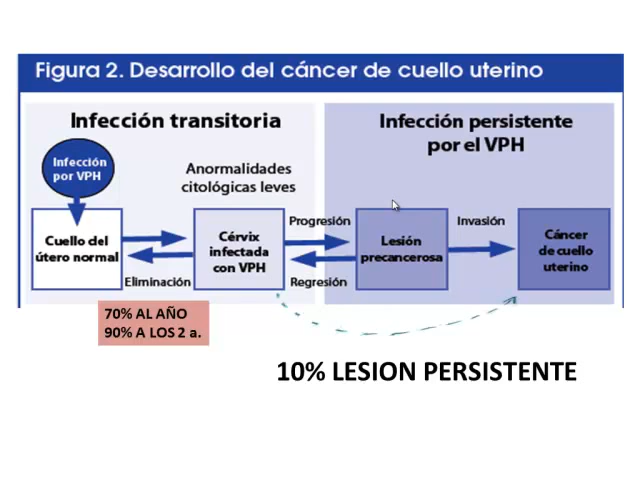 Figura 2. Desarrollo del cáncer de cuello uterino
Infección transitoria
Infección persistente
por el VPH
Infección
por VPH
Anormalidades
citológicas leves
Cuello del
útero normal
Eliminación
Cérvix
infectada
con VPH
Progresión
Regresión
Lesión
precancerosa
Invasión
Cáncer
de cuello
uterino
70% AL AÑO
90% A LOS 2 a.
10% LESION PERSISTENTE